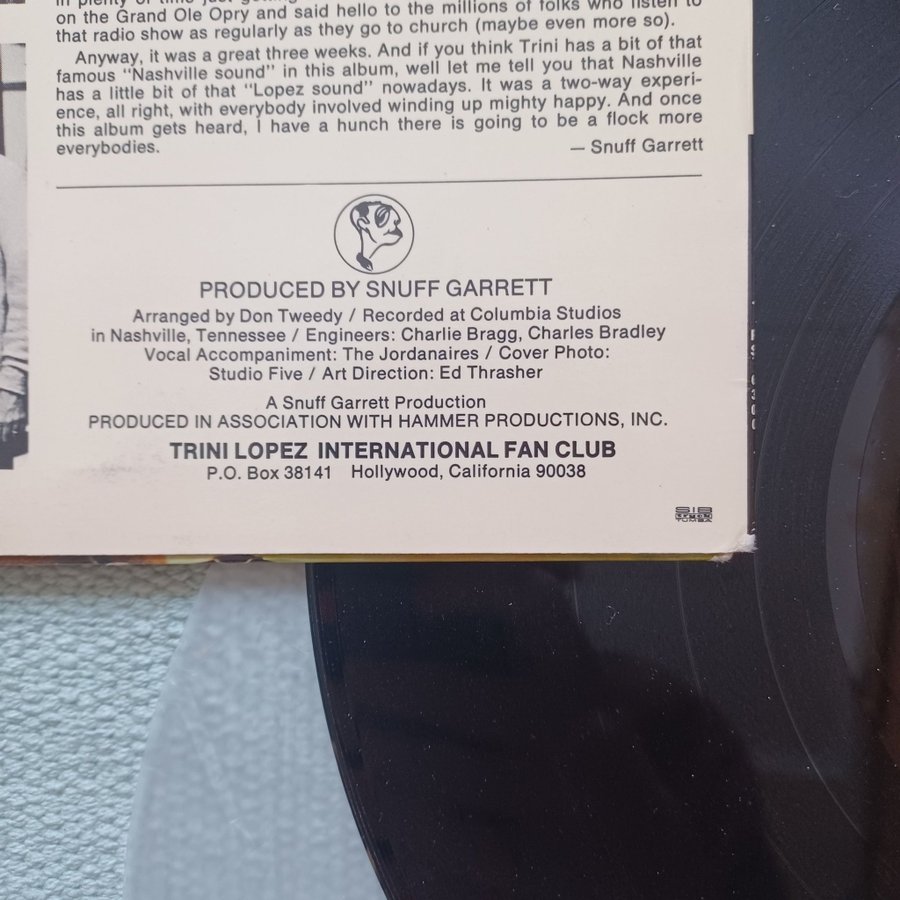 in plenty of time just
on the Grand Ole Opry and said hello to the millions of folks who listen to
that radio show as regularly as they go to church (maybe even more so).
Anyway, it was a great three weeks. And if you think Trini has a bit of that
famous "Nashville sound" in this album, well let me tell you that Nashville
has a little bit of that "Lopez sound" nowadays. It was a two-way experi-
ence, all right, with everybody involved winding up mighty happy. And once
this album gets heard, I have a hunch there is going to be a flock more
everybodies. — Snuff Garrett
PRODUCED BY SNUFF GARRETT
Arranged by Don Tweedy / Recorded at Columbia Studios
in Nashville, Tennessee / Engineers: Charlie Bragg, Charles Bradley
Vocal Accompaniment: The Jordanaires / Cover Photo:
Studio Five / Art Direction: Ed Thrasher
A Snuff Garrett Production
PRODUCED IN ASSOCIATION WITH HAMMER PRODUCTIONS, INC.
TRINI LOPEZ INTERNATIONAL FAN CLUB
P.O. Box 38141 Hollywood, California 90038
SIB
TUMBA